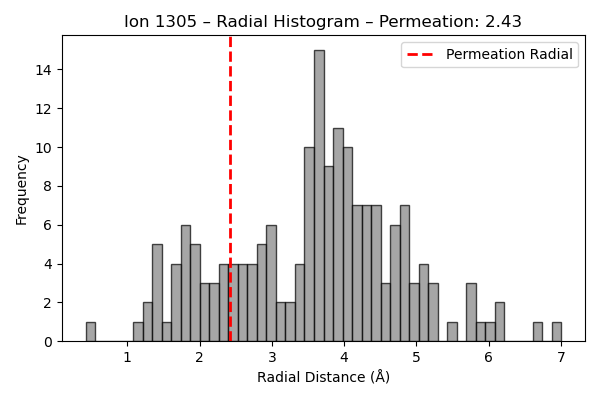 Ion 1305 – Radial Histogram – Permeation: 2.43
Permeation Radial
Frequency
14
12
10
8
6
4
2
0
1 2 3 4 5 6 7
Radial Distance (Å)